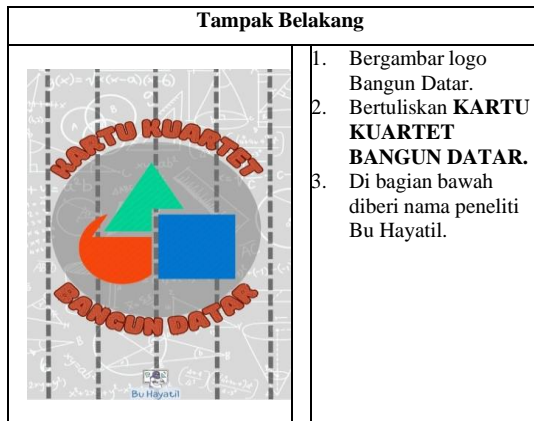 Tampak Belakang
KARTU KUARTET
BANGUN DATAR
Bu Hayatil
1. Bergambar logo
Bangun Datar.
2. Bertuliskan KARTU
KUARTET
BANGUN DATAR.
3. Di bagian bawah
diberi nama peneliti
Bu Hayatil.